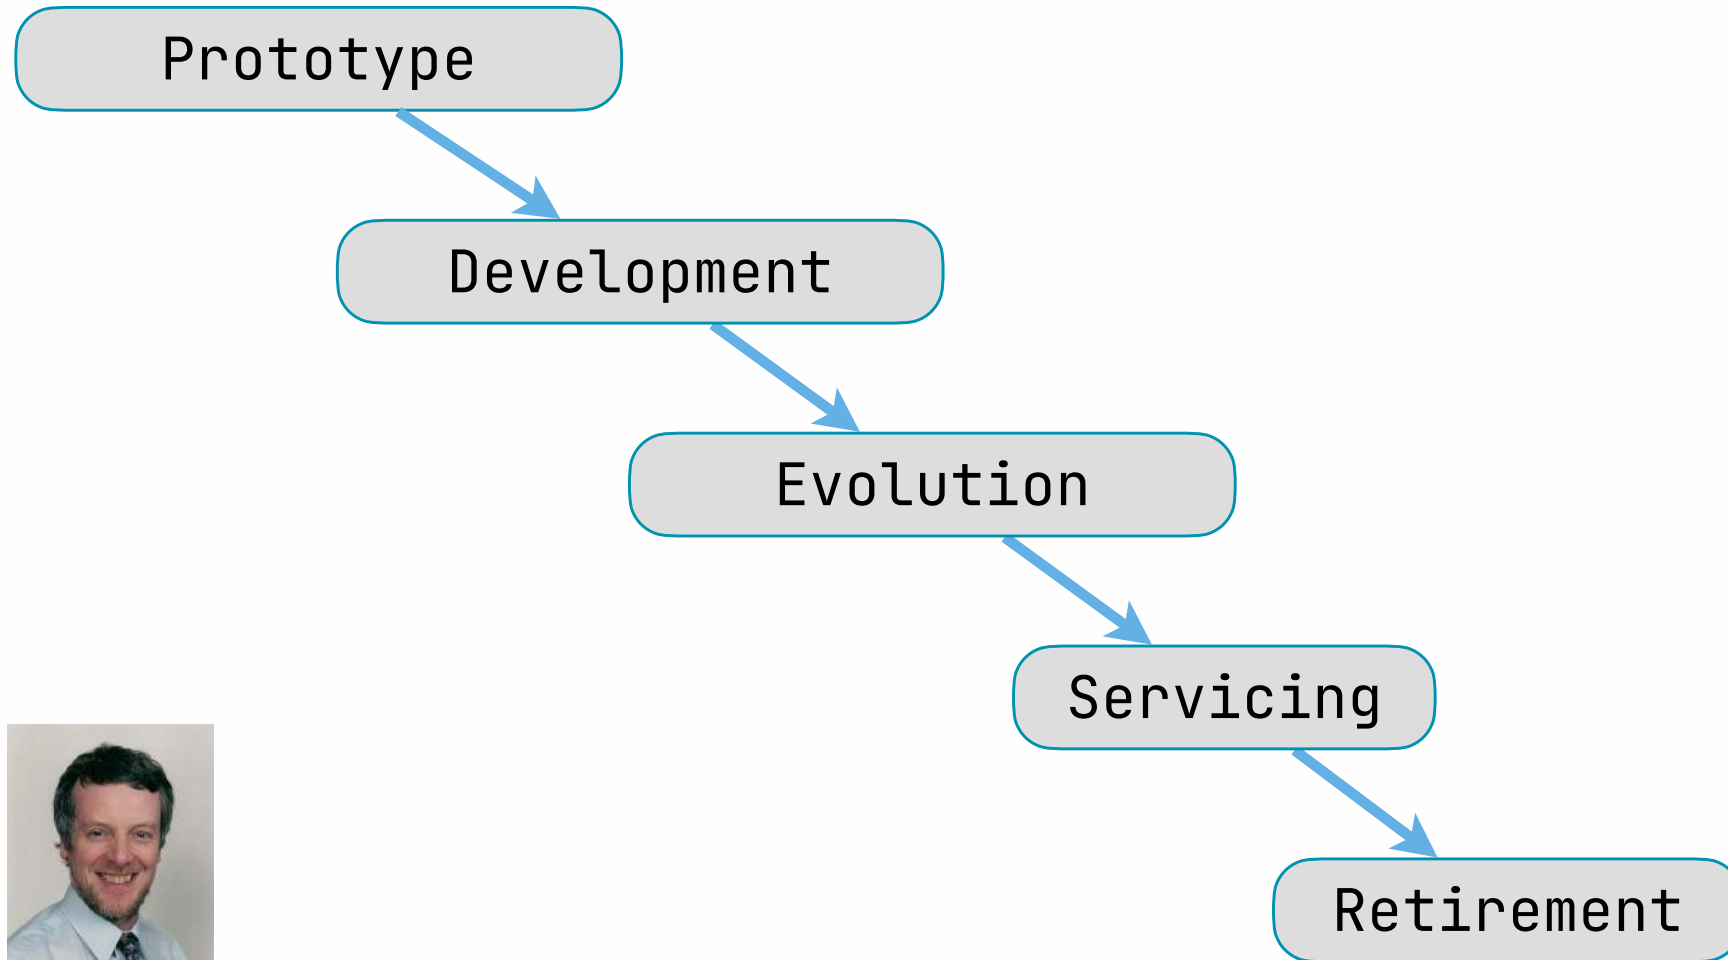 Prototype
Development
Evolution
Servicing
Retirement